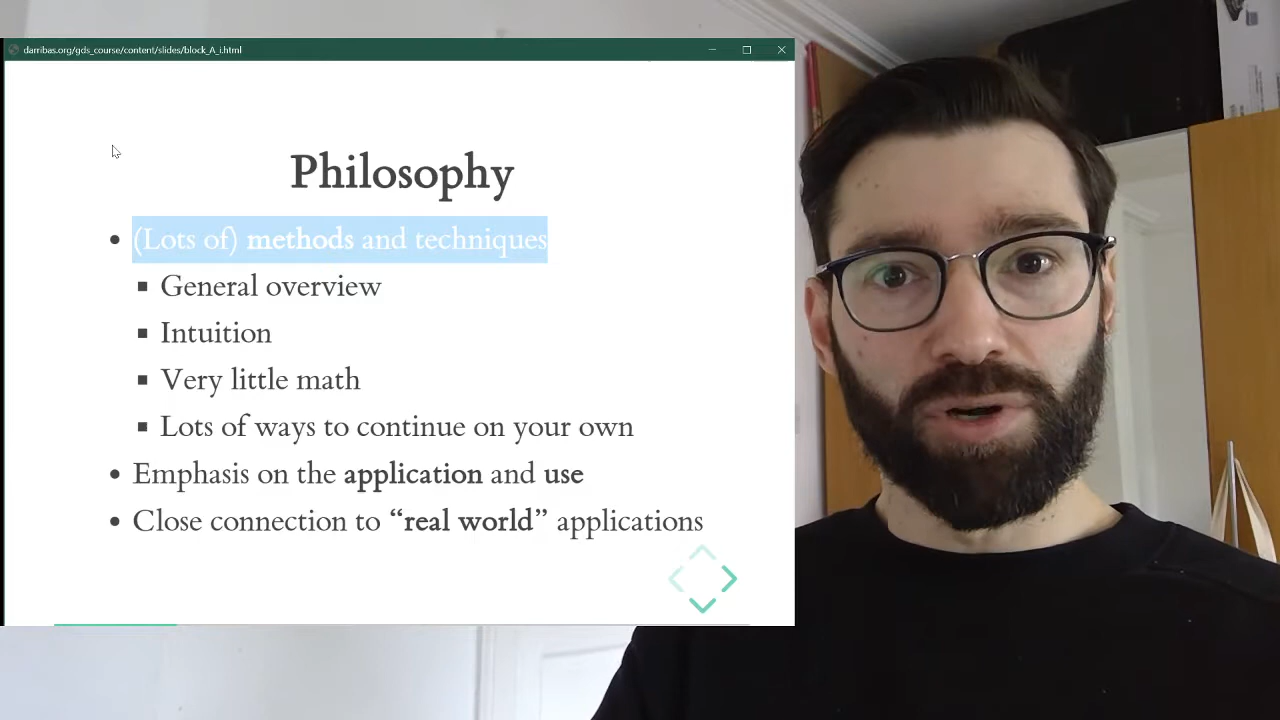 darribas.org/gds_course/content/slides/block_A_i.html
Philosophy
(Lots of) methods and techniques
General overview
Intuition
Very little math
Lots of ways to continue on your own
Emphasis on the application and use
Close connection to “real world” applications